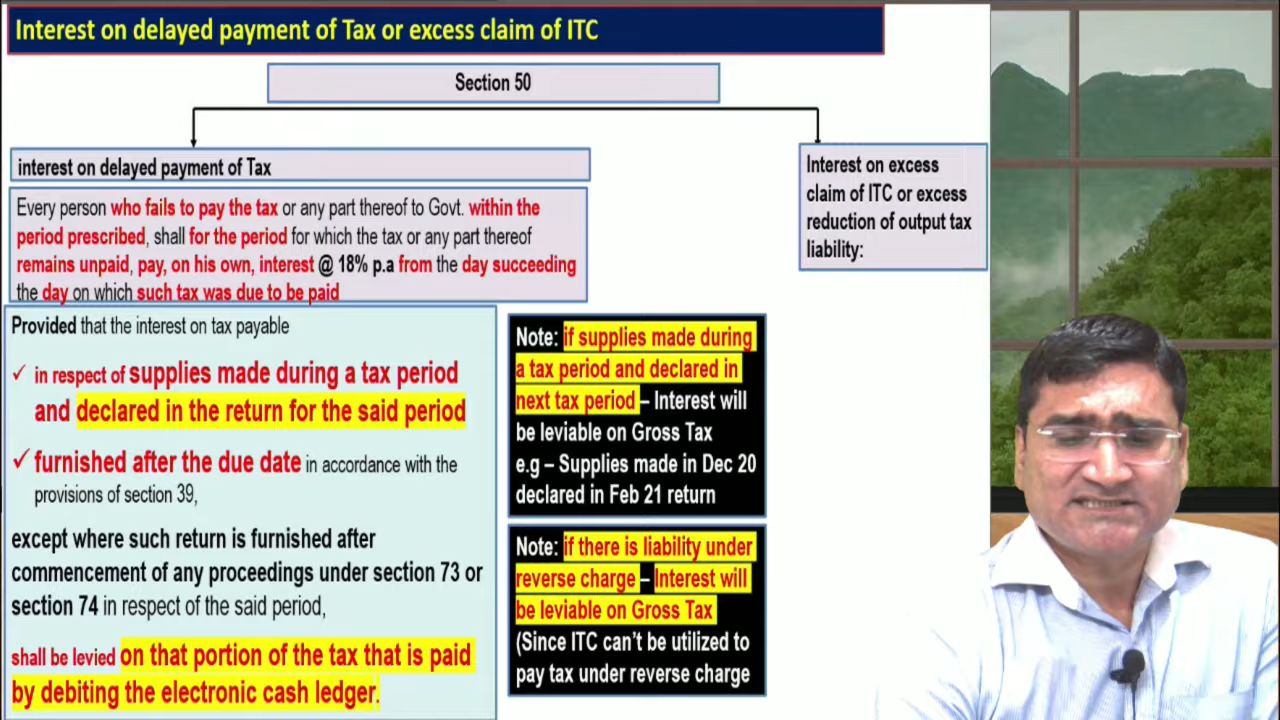 Interest on delayed payment of Tax or excess claim of ITC
Section 50
interest on delayed payment of Tax
Every person who fails to pay the tax or any part thereof to Govt. within the
period prescribed, shall for the period for which the tax or any part thereof
remains unpaid, pay, on his own, interest @ 18% p.a from the day succeeding
the day on which such tax was due to be paid
Provided that the interest on tax payable
✓ in respect of supplies made during a tax period
and declared in the return for the said period
✓ furnished after the due date in accordance with the
provisions of section 39,
except where such return is furnished after
commencement of any proceedings under section 73 or
section 74 in respect of the said period,
shall be levied on that portion of the tax that is paid
by debiting the electronic cash ledger.
Note: if supplies made during
a tax period and declared in
next tax period – Interest will
be leviable on Gross Tax
e.g – Supplies made in Dec 20
declared in Feb 21 return
Note: if there is liability under
reverse charge – Interest will
be leviable on Gross Tax
(Since ITC can't be utilized to
pay tax under reverse charge
Interest on excess
claim of ITC or excess
reduction of output tax
liability: